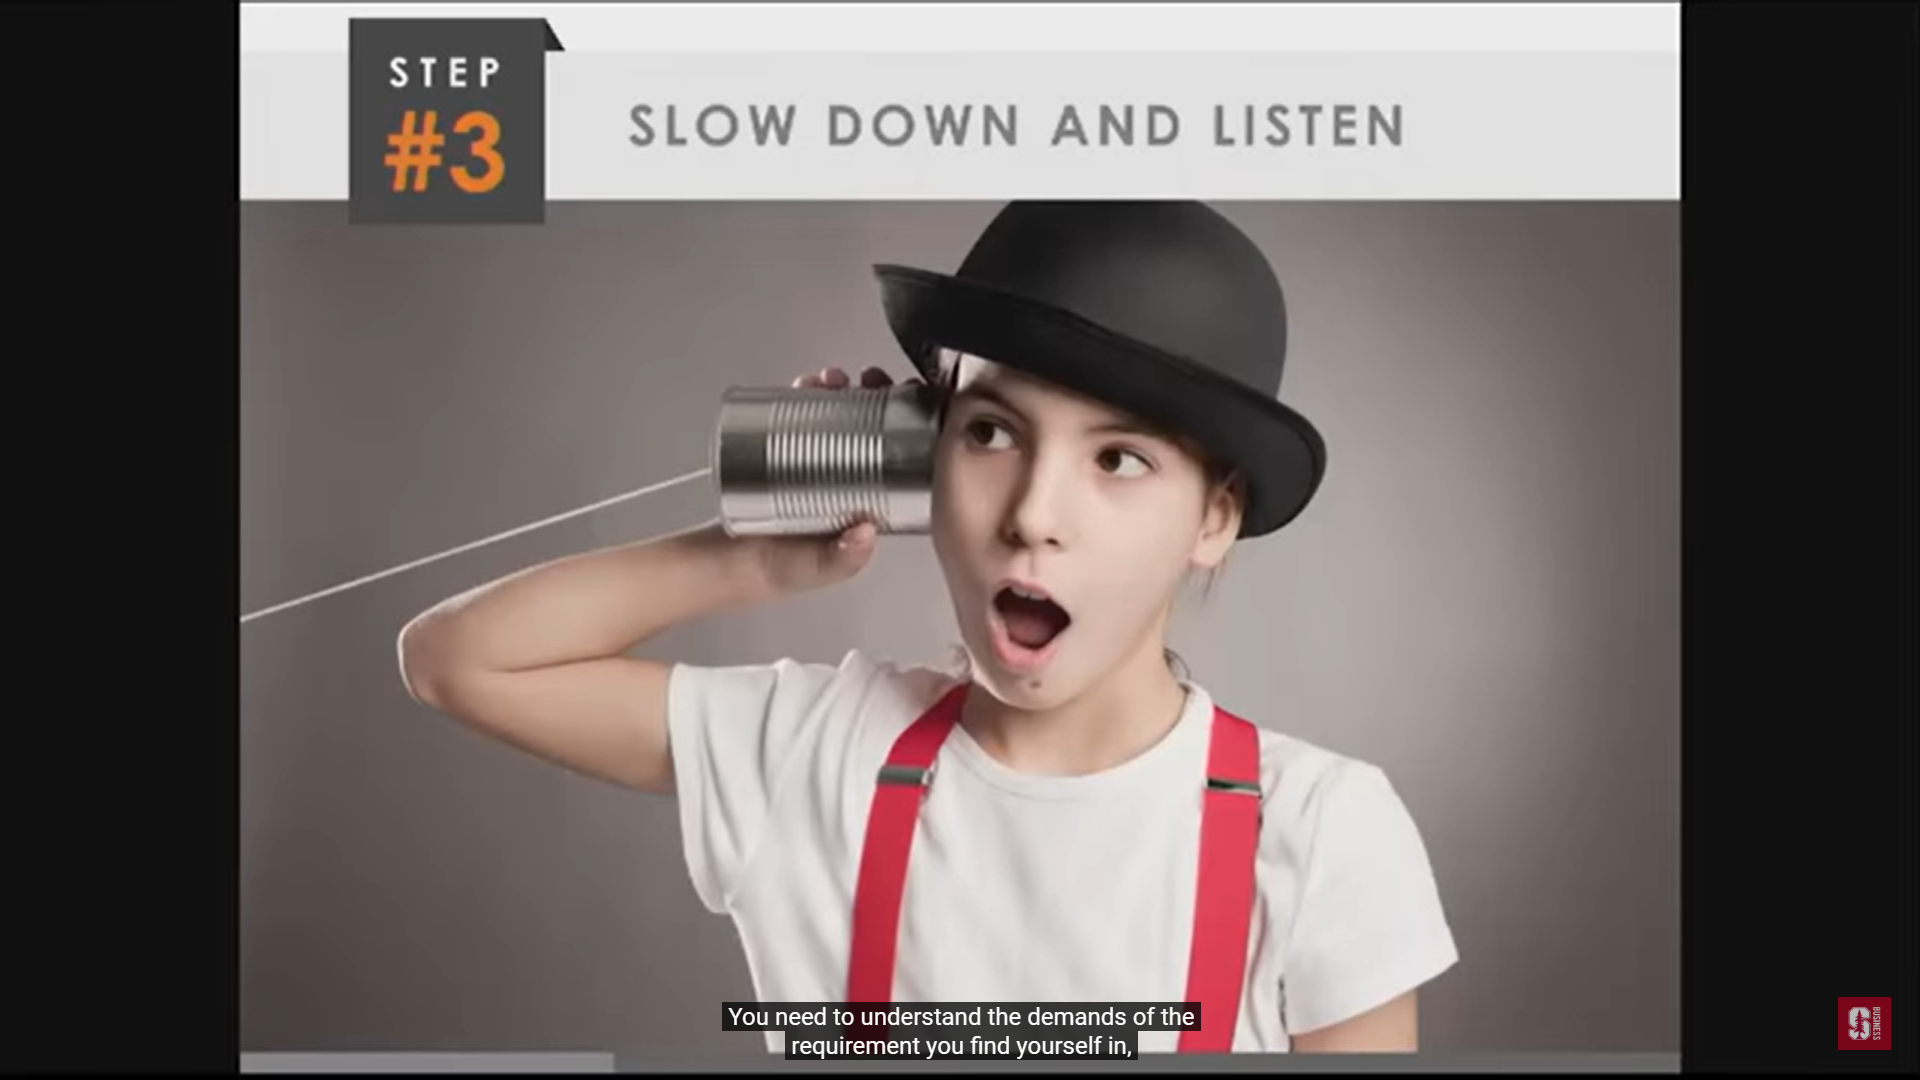 STEP
#3
SLOW DOWN AND LISTEN
You need to understand the demands of the
requirement you find yourself in,
S
BUSINESS